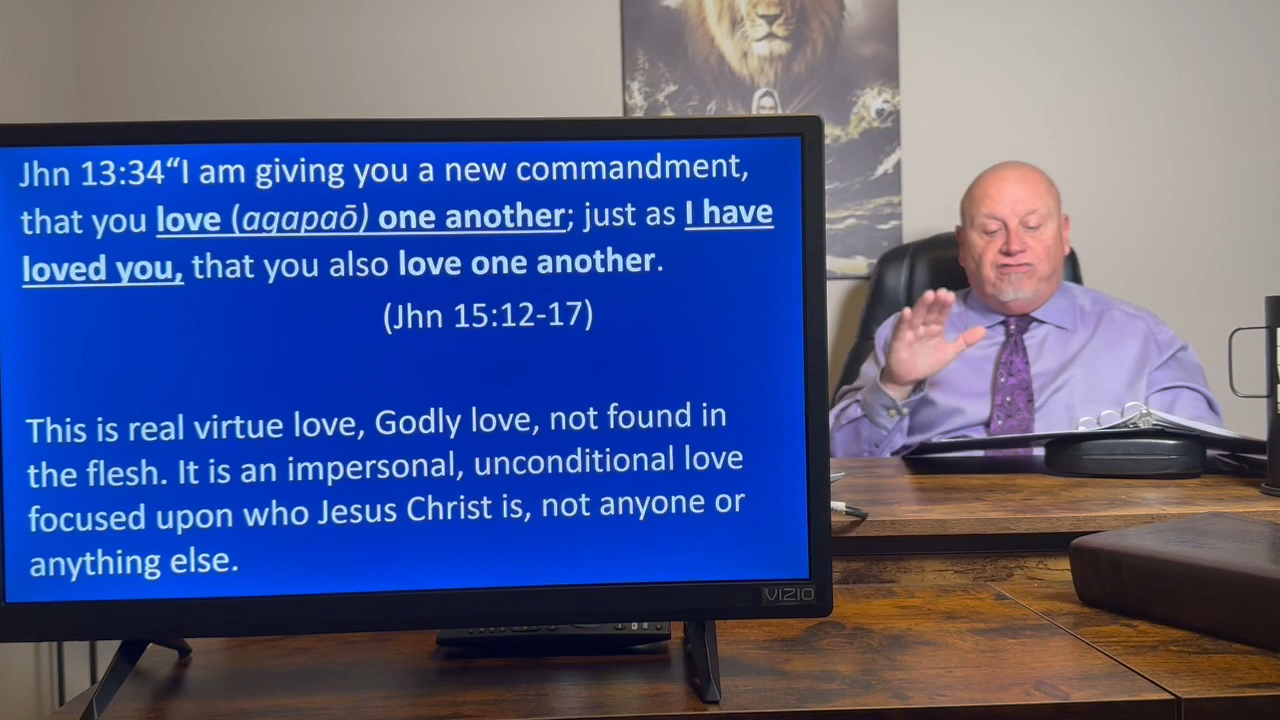 Jhn 13:34“I am giving you a new commandment,
that you love (agapaō) one another; just as I have
loved you, that you also love one another.
(Jhn 15:12-17)
This is real virtue love, Godly love, not found in
the flesh. It is an impersonal, unconditional love
focused upon who Jesus Christ is, not anyone or
anything else.
VIZIO